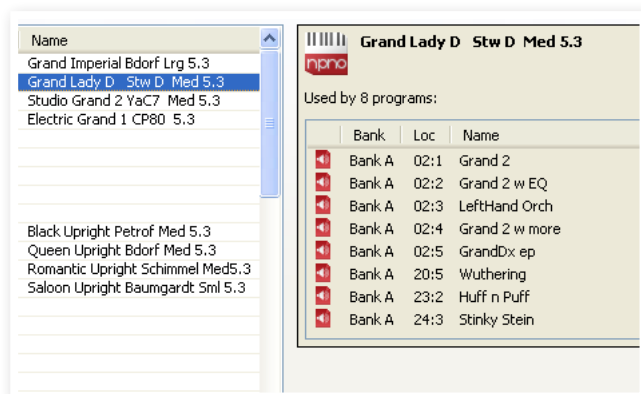 Name
Grand Imperial Bdorf Lrg 5.3
Grand Lady D Stw D Med 5.3
Studio Grand 2 YaC7 Med 5.3
Electric Grand 1 CP80 5.3
Black Upright Petrof Med 5.3
Queen Upright Bdorf Med 5.3
Romantic Upright Schimmel Med5.3
Saloon Upright Baumgardt Sml 5.3
npno
Grand Lady D Stw D Med 5.3
Used by 8 programs:
Bank Loc Name
Bank A 02:1 Grand 2
Bank A 02:2 Grand 2 w EQ
Bank A 02:3 LeftHand Orch
Bank A 02:4 Grand 2 w more
Bank A 02:5 GrandDx ep
Bank A 20:5 Wuthering
Bank A 23:2 Huff n Puff
Bank A 24:3 Stinky Stein